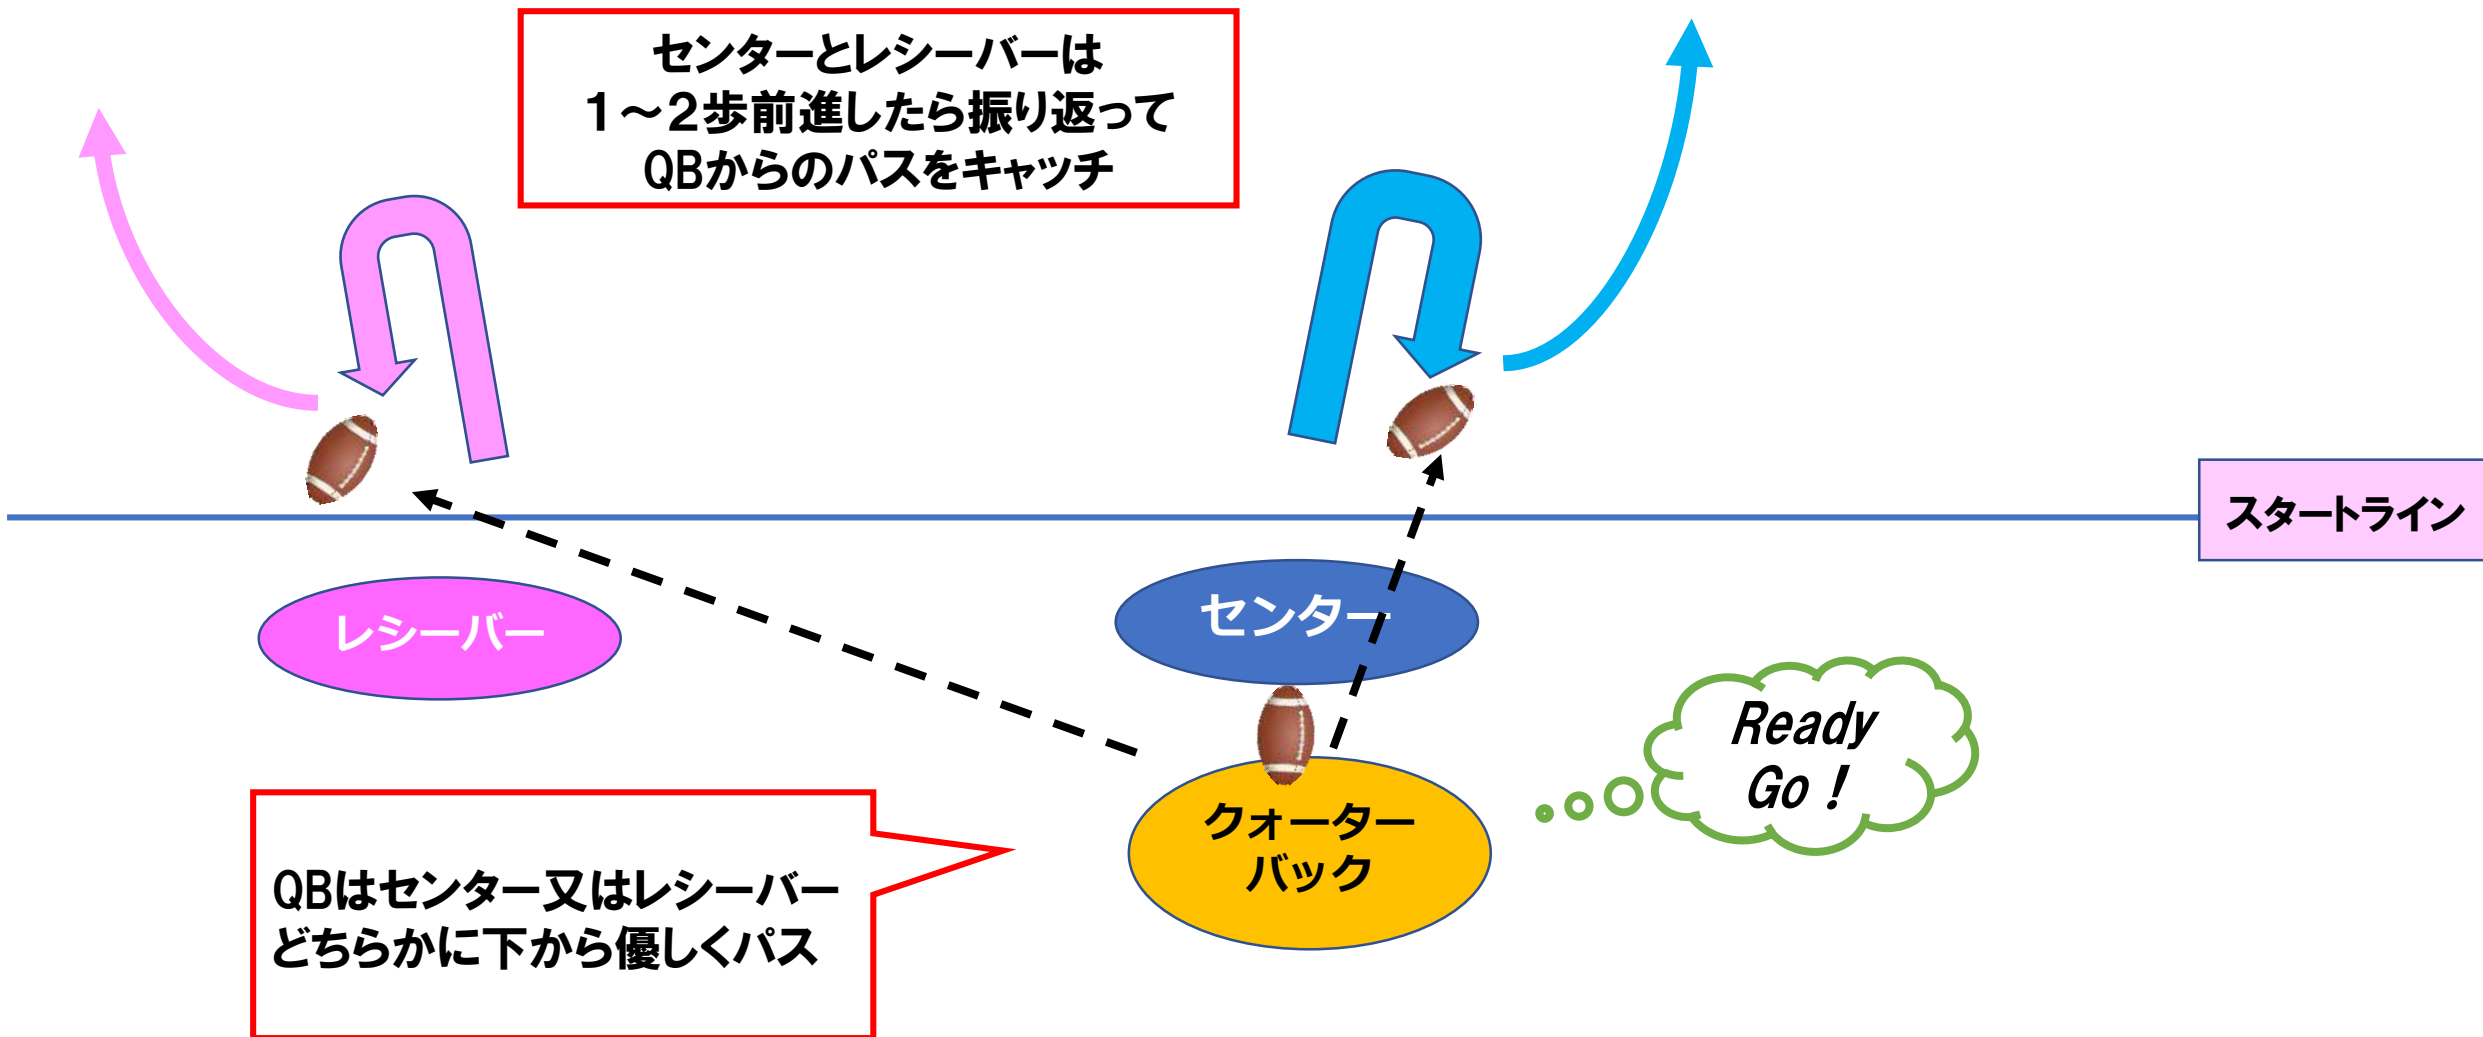 センターとレシーバーは
１～２歩前進したら振り返って
QBからのパスをキャッチ
スタートライン
レシーバー
センター
Ready
Go！
クォーター
バック
QBはセンター又はレシーバー
どちらかに下から優しくパス